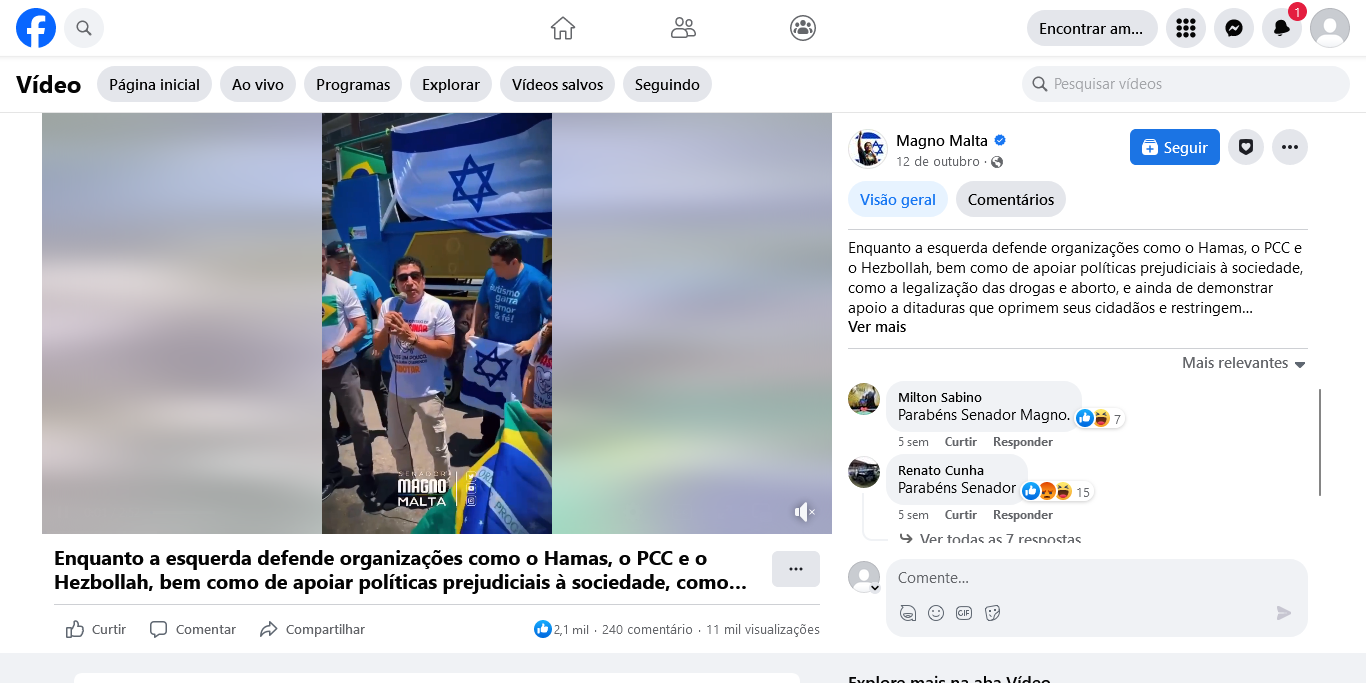 Encontrar am...
1
Vídeo
Página inicial
Ao vivo
Programas
Explorar
Vídeos salvos
Seguindo
Pesquisar vídeos
autismo
garra
amor
& fé!
SENADOR
MAGNO
MALTA
Enquanto a esquerda defende organizações como o Hamas, o PCC e o
Hezbollah, bem como de apoiar políticas prejudiciais à sociedade, como...
Curtir
Comentar
Compartilhar
2,1 mil · 240 comentário · 11 mil visualizações
Magno Malta
12 de outubro ·
Seguir
Visão geral
Comentários
Enquanto a esquerda defende organizações como o Hamas, o PCC e
o Hezbollah, bem como de apoiar políticas prejudiciais à sociedade,
como a legalização das drogas e aborto, e ainda de demonstrar
apoio a ditaduras que oprimem seus cidadãos e restringem...
Ver mais
Mais relevantes
Milton Sabino
Parabéns Senador Magno.
7
5 sem Curtir Responder
Renato Cunha
Parabéns Senador
15
5 sem Curtir Responder
Ver todas as 7 respostas
Comente...
GIF
Explore mais na aba Vídeo